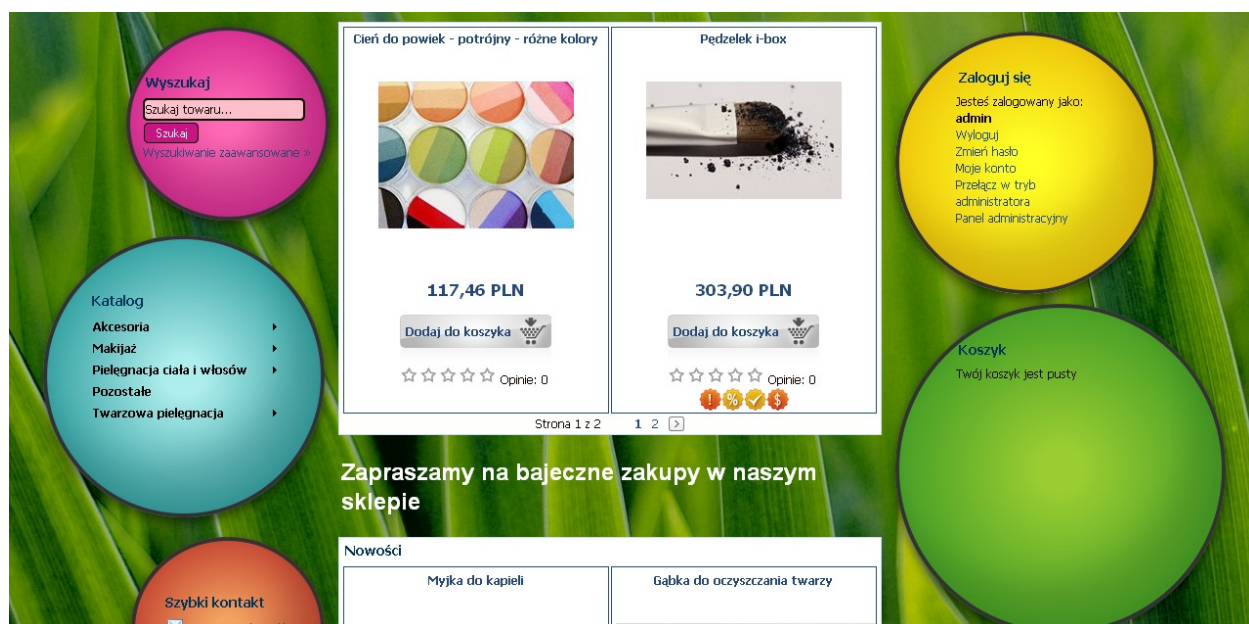 Wyszukaj
Szukaj towaru...
Szukaj
Wyszukiwanie zaawansowane »
Katalog
Akcesoria
Makijaż
Pielęgnacja ciała i włosów
Pozostałe
Twarzowa pielęgnacja
Szybki kontakt
Cień do powiek - potrójny - różne kolory
117,46 PLN
Dodaj do koszyka
Opinie: 0
Pędzelek i-box
303,90 PLN
Dodaj do koszyka
Opinie: 0
! % $
Strona 1 z 2 1 2 >
Zapraszamy na bajeczne zakupy w naszym
sklepie
Nowości
Myjka do kapieli
Gąbka do oczyszczania twarzy
Zaloguj się
Jesteś zalogowany jako:
admin
Wyloguj
Zmień hasło
Moje konto
Przełącz w tryb
administratora
Panel administracyjny
Koszyk
Twój koszyk jest pusty